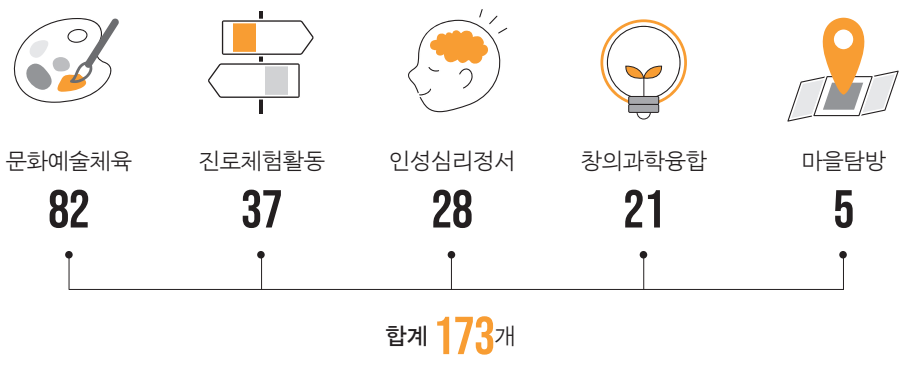 문화예술체육
82
진로체험활동
37
인성심리정서
28
창의과학융합
21
마을탐방
5
합계 173개